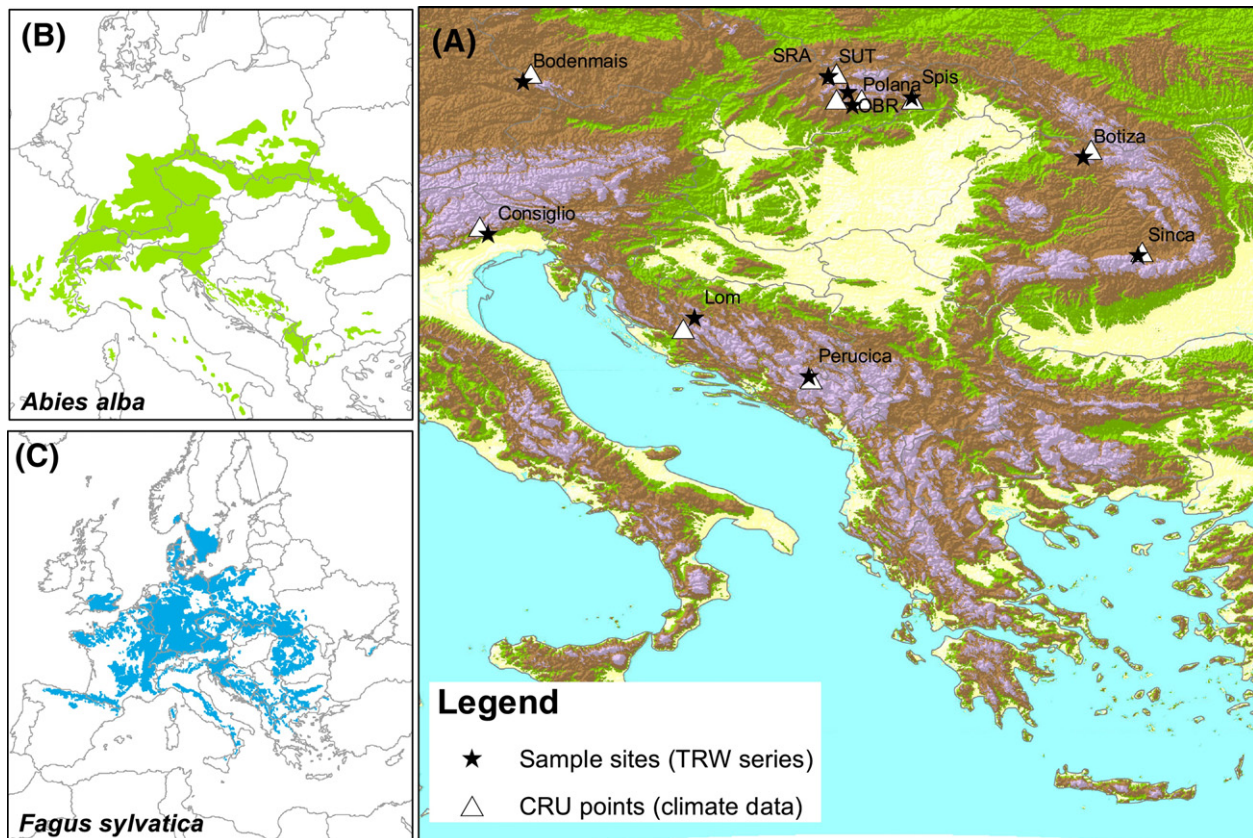 (B)
Abies alba
(C)
Fagus sylvatica
(A)
Bodenmais
SRA
SUT
Polana
Spis
OBR
Botiza
Consiglio
Sinca
Lom
Perucica
Legend
Sample sites (TRW series)
CRU points (climate data)